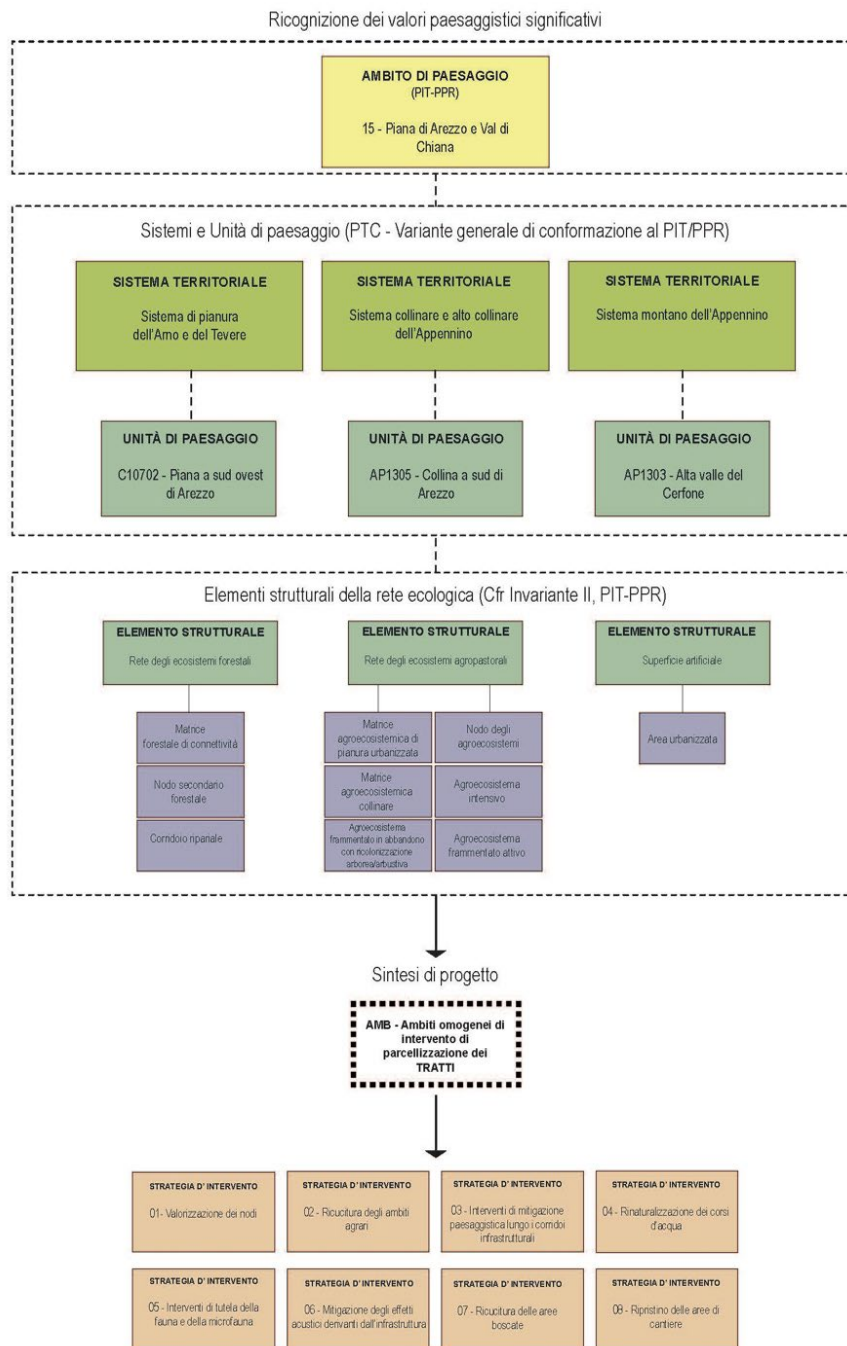 Ricognizione dei valori paesaggistici significativi
AMBITO DI PAESAGGIO
(PIT-PPR)
15 - Piana di Arezzo e Val di
Chiana
Sistemi e Unità di paesaggio (PTC - Variante generale di conformazione al PIT/PPR)
SISTEMA TERRITORIALE
Sistema di pianura
dell'Arno e del Tevere
SISTEMA TERRITORIALE
Sistema collinare e alto collinare
dell'Appennino
SISTEMA TERRITORIALE
Sistema montano dell'Appennino
UNITÀ DI PAESAGGIO
C10702 - Piana a sud ovest
di Arezzo
UNITÀ DI PAESAGGIO
AP1305 - Collina a sud di
Arezzo
UNITÀ DI PAESAGGIO
AP1303 - Alta valle del
Cerfone
Elementi strutturali della rete ecologica (Cfr Invariante II, PIT-PPR)
ELEMENTO STRUTTURALE
Rete degli ecosistemi forestali
Matrice
forestale di connettività
Nodo secondario
forestale
Corridoio ripariale
ELEMENTO STRUTTURALE
Rete degli ecosistemi agropastorali
Matrice
agroecosistemica di
pianura urbanizzata
Matrice
agroecosistemica
collinare
Agroecosistema
frammentato in abbandono
con ricolonizzazione
arborea/arbustiva
Nodo degli
agroecosistemi
Agroecosistema
intensivo
Agroecosistema
frammentato attivo
ELEMENTO STRUTTURALE
Superficie artificiale
Area urbanizzata
Sintesi di progetto
AMB - Ambiti omogenei di
intervento di
parcellizzazione dei
TRATTI
STRATEGIA D' INTERVENTO
01- Valorizzazione dei nodi
STRATEGIA D' INTERVENTO
02 - Ricucitura degli ambiti
agrari
STRATEGIA D' INTERVENTO
03 - Interventi di mitigazione
paesaggistica lungo i corridoi
infrastrutturali
STRATEGIA D' INTERVENTO
04 - Rinaturalizzazione dei corsi
d'acqua
STRATEGIA D' INTERVENTO
05 - Interventi di tutela della
fauna e della microfauna
STRATEGIA D' INTERVENTO
06 - Mitigazione degli effetti
acustici derivanti dall'infrastruttura
STRATEGIA D' INTERVENTO
07 - Ricucitura delle aree
boscate
STRATEGIA D' INTERVENTO
08 - Ripristino delle aree di
cantiere